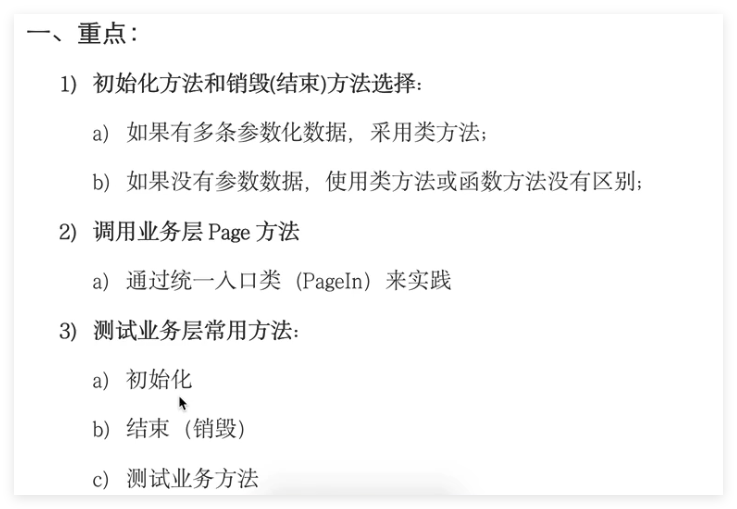 一、重点：
1) 初始化方法和销毁(结束)方法选择：
a) 如果有多条参数化数据，采用类方法；
b) 如果没有参数数据，使用类方法或函数方法没有区别；
2) 调用业务层 Page 方法
a) 通过统一入口类（PageIn）来实践
3) 测试业务层常用方法：
a) 初始化
b) 结束（销毁）
c) 测试业务方法